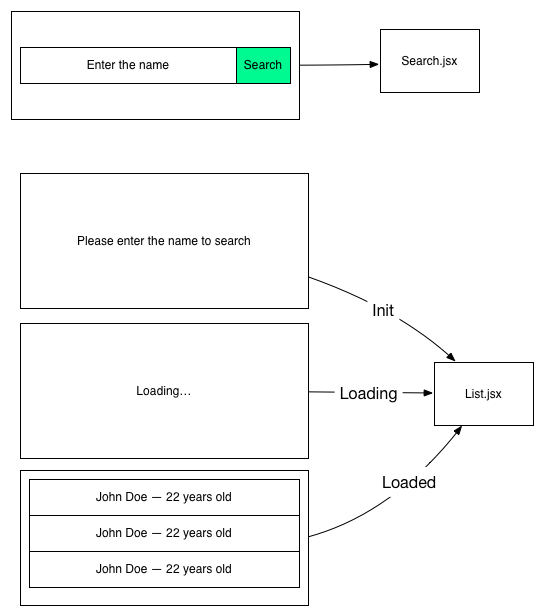 Enter the name
Search
Search.jsx
Please enter the name to search
Init
Loading...
Loading
List.jsx
Loaded
John Doe — 22 years old
John Doe — 22 years old
John Doe — 22 years old